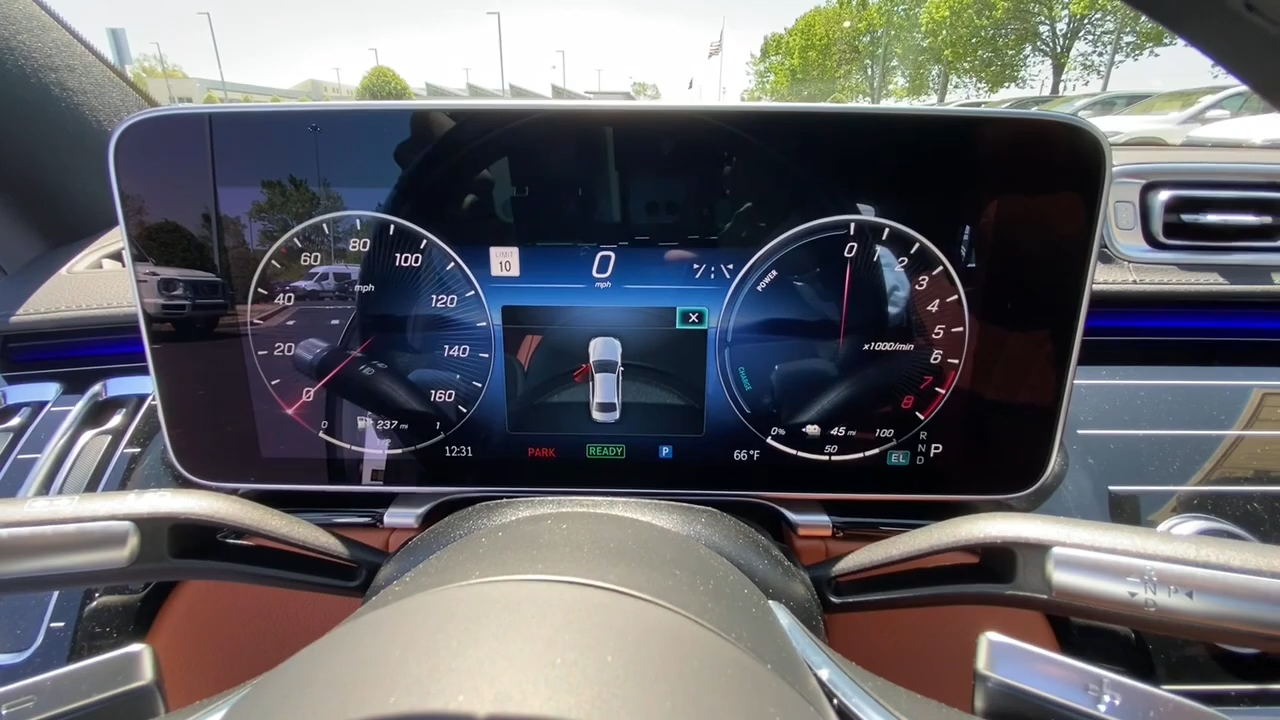 LIMIT
10
0
mph
0
20
40
60
80
100
120
140
160
mph
237 mi
0
1
12:31
PARK
READY
P
66°F
POWER
CHARGE
0
1
2
3
4
5
6
7
8
x1000/min
45 mi
0%
50
100
EL
R
N
D
P
R
N
D
P